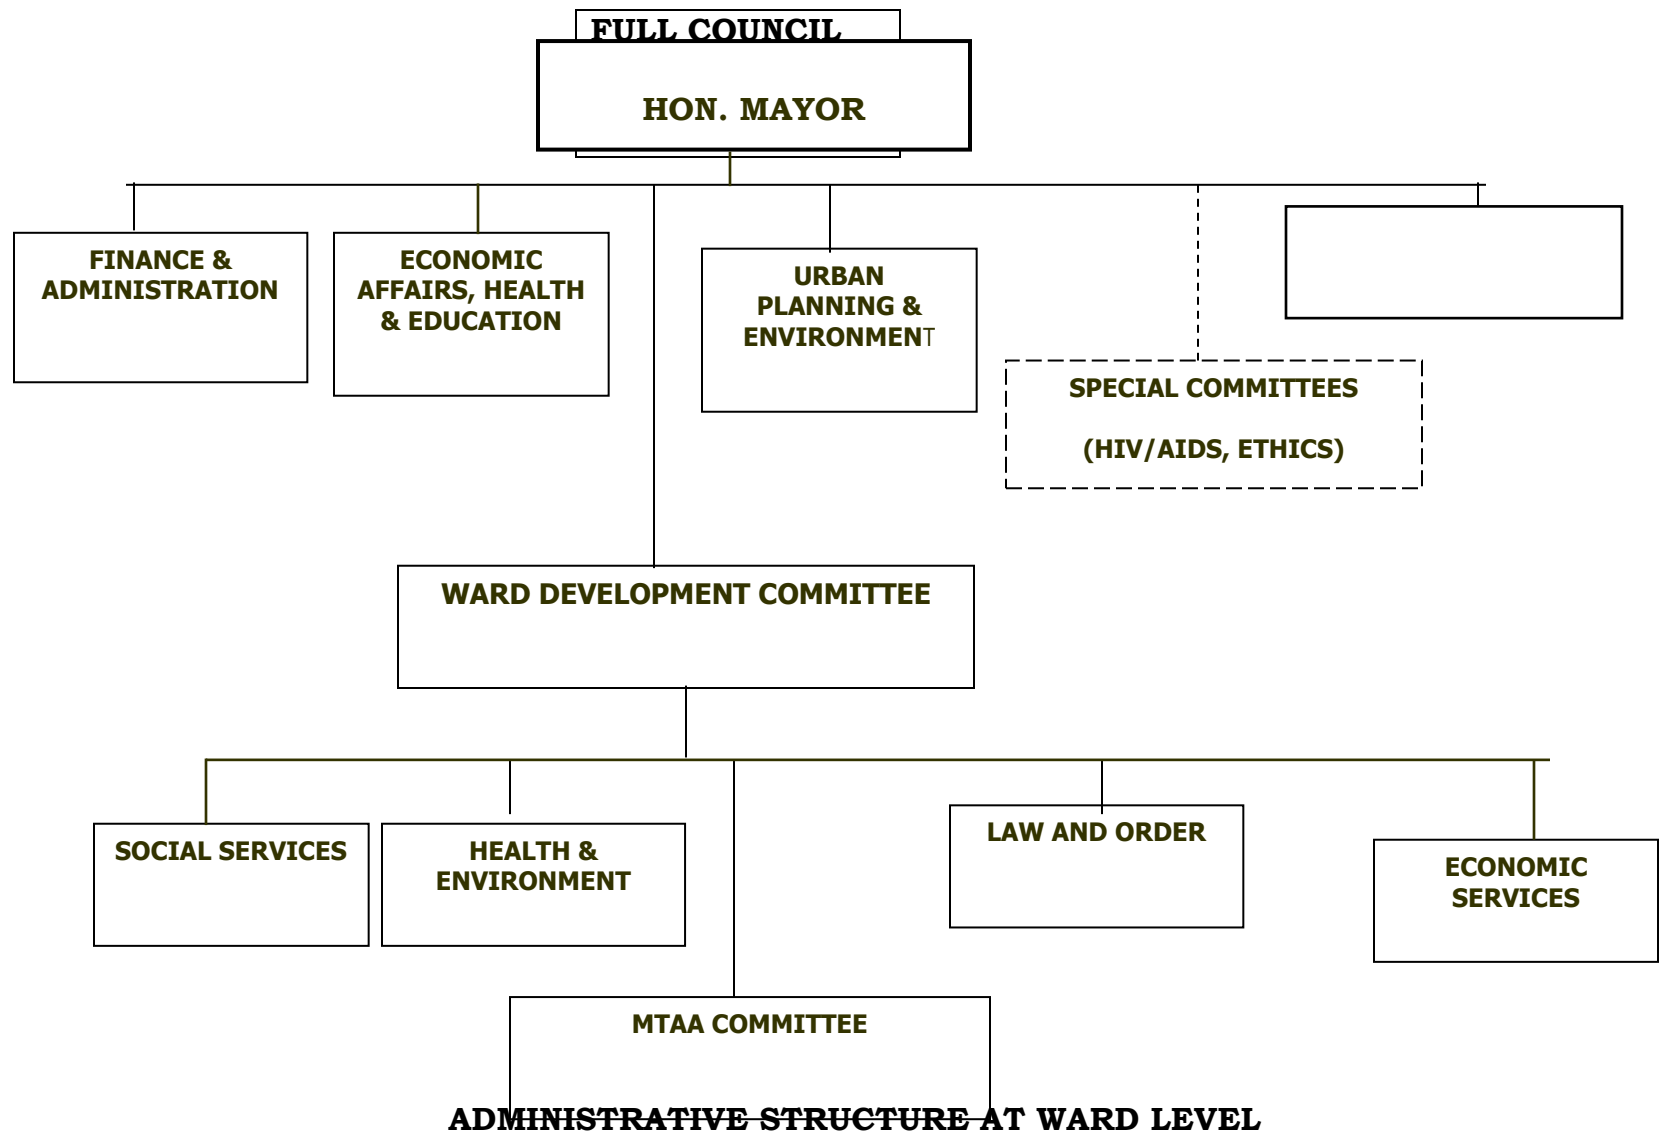 FULL COUNCIL
HON. MAYOR
FINANCE &
ADMINISTRATION
ECONOMIC
AFFAIRS, HEALTH
& EDUCATION
URBAN
PLANNING &
ENVIRONMENT
SPECIAL COMMITTEES
(HIV/AIDS, ETHICS)
WARD DEVELOPMENT COMMITTEE
SOCIAL SERVICES
HEALTH &
ENVIRONMENT
LAW AND ORDER
ECONOMIC
SERVICES
MTAA COMMITTEE
ADMINISTRATIVE STRUCTURE AT WARD LEVEL